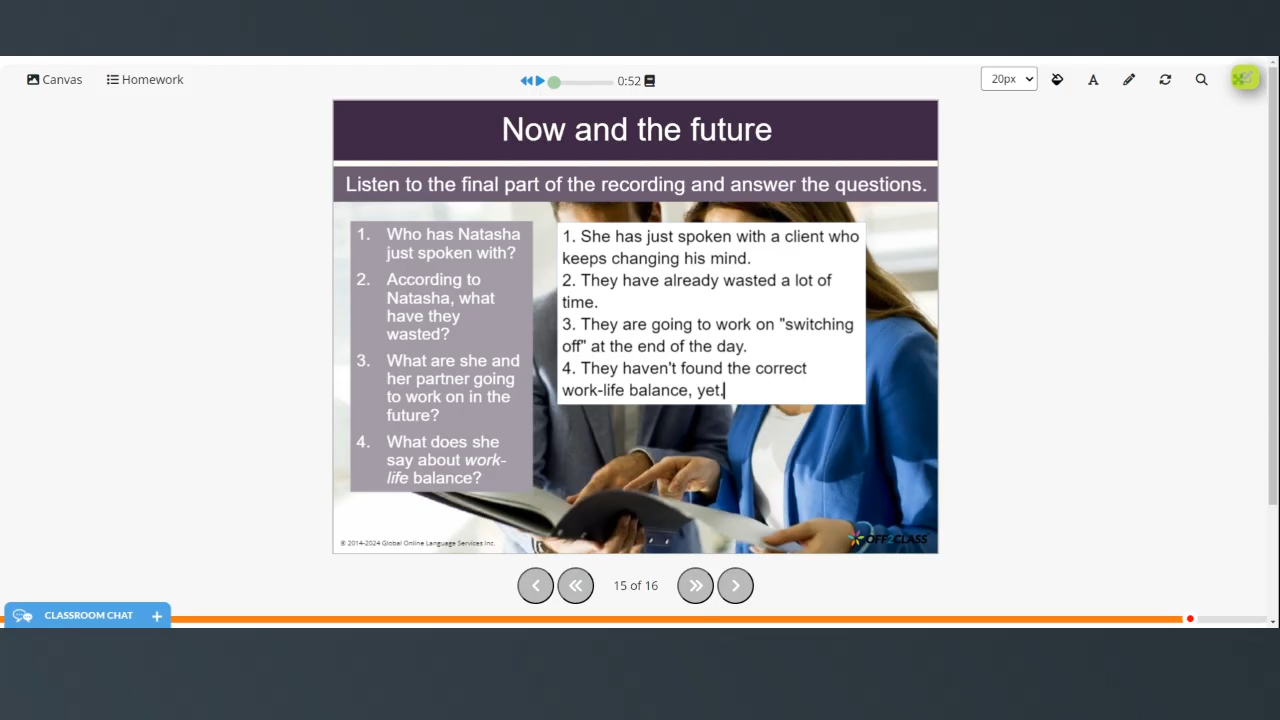 Canvas
Homework
0:52
20px
A
Now and the future
Listen to the final part of the recording and answer the questions.
1. Who has Natasha
just spoken with?
2. According to
Natasha, what
have they
wasted?
3. What are she and
her partner going
to work on in the
future?
4. What does she
say about work-
life balance?
1. She has just spoken with a client who
keeps changing his mind.
2. They have already wasted a lot of
time.
3. They are going to work on "switching
off" at the end of the day.
4. They haven't found the correct
work-life balance, yet.
© 2014-2024 Global Online Language Services Inc.
OFF2CLASS
15 of 16
CLASSROOM CHAT +